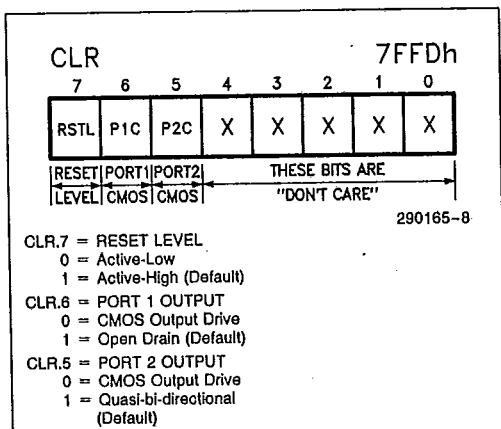 CLR 7FFDh
7 6 5 4 3 2 1 0
RSTL P1C P2C X X X X X
RESET PORT1 PORT2 THESE BITS ARE
LEVEL CMOS CMOS "DON'T CARE"
290165-8
CLR.7 = RESET LEVEL
0 = Active-Low
1 = Active-High (Default)
CLR.6 = PORT 1 OUTPUT
0 = CMOS Output Drive
1 = Open Drain (Default)
CLR.5 = PORT 2 OUTPUT
0 = CMOS Output Drive
1 = Quasi-bi-directional
(Default)